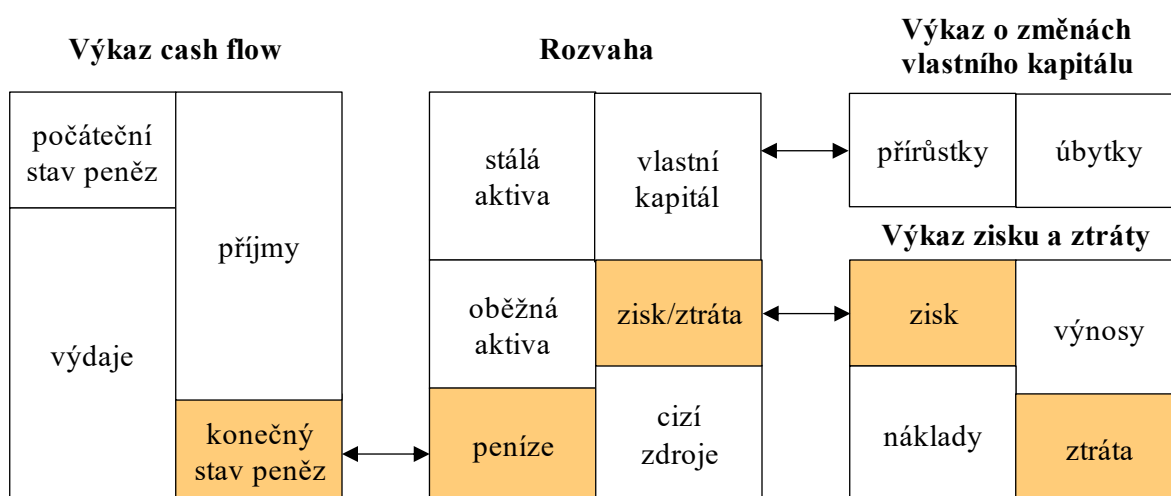 Výkaz cash flow
počáteční
stav peněz
příjmy
výdaje
konečný
stav peněz
Rozvaha
stálá
aktiva
vlastní
kapitál
oběžná
aktiva
zisk/ztráta
peníze
cizí
zdroje
Výkaz o změnách
vlastního kapitálu
přírůstky
úbytky
Výkaz zisku a ztráty
zisk
výnosy
náklady
ztráta